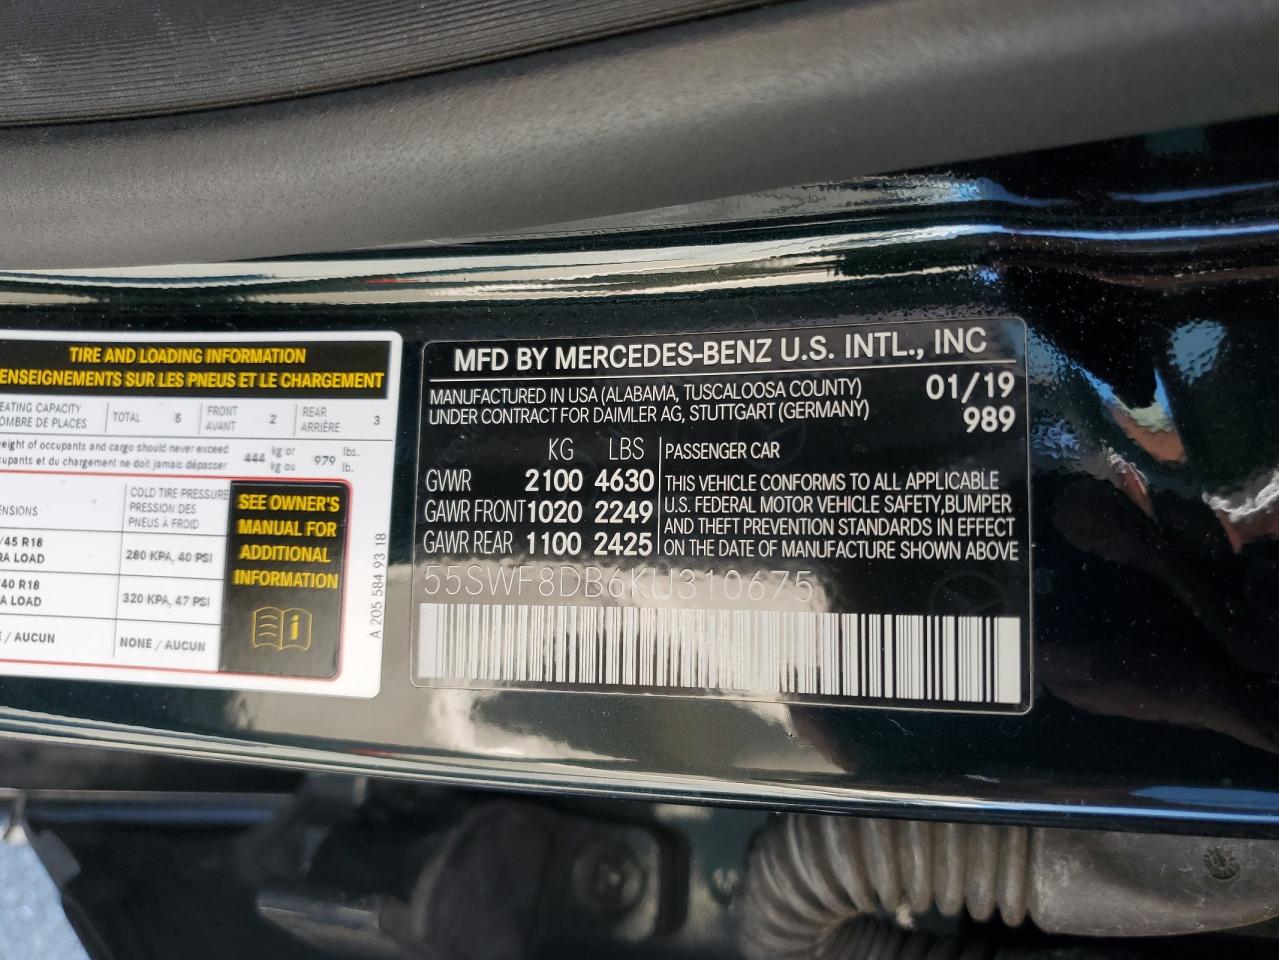 TIRE AND LOADING INFORMATION
ENSEIGNEMENTS SUR LES PNEUS ET LE CHARGEMENT
EATING CAPACITY
OMBRE DE PLACES
TOTAL 5
FRONT
AVANT
2
REAR
ARRIÈRE
3
eight of occupants and cargo should never exceed
cupants et du chargement ne doit jamais dépasser
444 kg or
kg ou
979 lbs.
lb.
ENSIONS
COLD TIRE PRESSURE
PRESSION DES
PNEUS À FROID
/45 R18
RA LOAD
280 KPA, 40 PSI
/40 R18
RA LOAD
320 KPA, 47 PSI
E / AUCUN
NONE / AUCUN
SEE OWNER'S
MANUAL FOR
ADDITIONAL
INFORMATION
i
A 205 584 93 18
MFD BY MERCEDES-BENZ U.S. INTL., INC
MANUFACTURED IN USA (ALABAMA, TUSCALOOSA COUNTY)
UNDER CONTRACT FOR DAIMLER AG, STUTTGART (GERMANY)
01/19
989
KG LBS
GVWR 2100 4630
GAWR FRONT 1020 2249
GAWR REAR 1100 2425
PASSENGER CAR
THIS VEHICLE CONFORMS TO ALL APPLICABLE
U.S. FEDERAL MOTOR VEHICLE SAFETY,BUMPER
AND THEFT PREVENTION STANDARDS IN EFFECT
ON THE DATE OF MANUFACTURE SHOWN ABOVE
55SWF8DB6KU310675